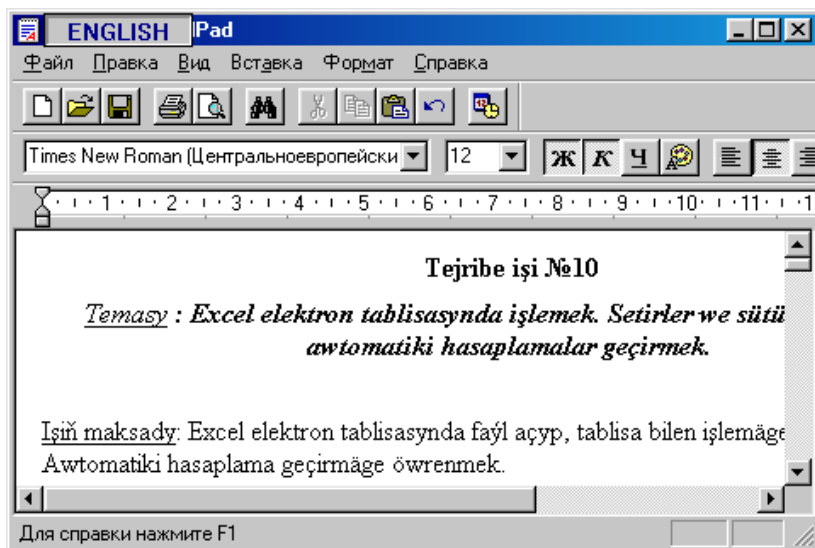 ENGLISH Pad
Файл Правка Вид Вставка Формат Справка
Times New Roman (Центральноевропейски 12 Ж К Ч
1 2 3 4 5 6 7 8 9 10 11 1
Tejribe işi №10
Temasy : Excel elektron tablisasynda işlemek. Setirler we sütü
awtomatiki hasaplamalar geçirmek.
Işiň maksady: Excel elektron tablisasynda faýl açyp, tablisa bilen işlemäge
Awtomatiki hasaplama geçirmäge öwrenmek.
Для справки нажмите F1